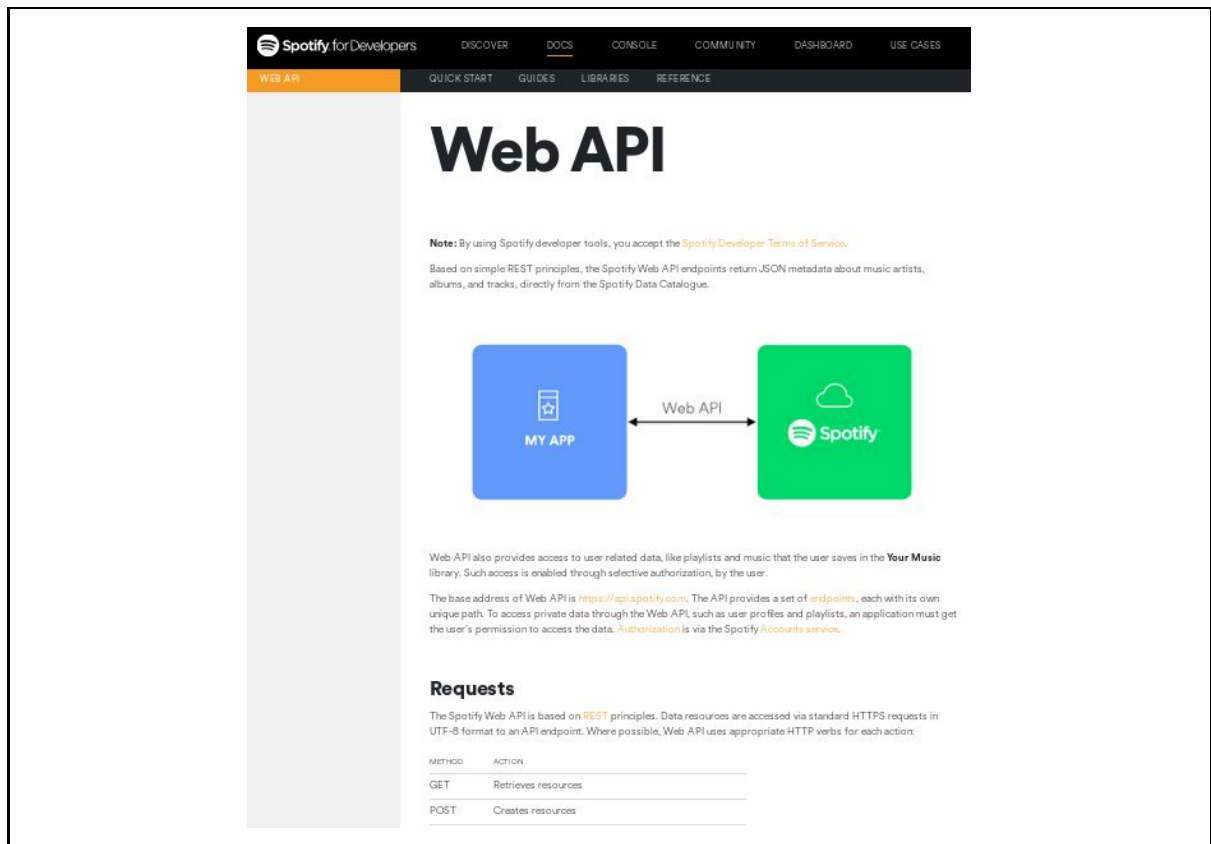 Spotify for Developers DISCOVER DOCS CONSOLE COMMUNITY DASHBOARD USE CASES
WEB API QUICK START GUIDES LIBRARIES REFERENCE
Web API
Note: By using Spotify developer tools, you accept the Spotify Developer Terms of Service.
Based on simple REST principles, the Spotify Web API endpoints return JSON metadata about music artists,
albums, and tracks, directly from the Spotify Data Catalogue.
MY APP
Web API
Spotify
Web API also provides access to user related data, like playlists and music that the user saves in the Your Music
library. Such access is enabled through selective authorization, by the user.
The base address of Web API is https://api.spotify.com. The API provides a set of endpoints, each with its own
unique path. To access private data through the Web API, such as user profiles and playlists, an application must get
the user's permission to access the data. Authorization is via the Spotify Accounts service.
Requests
The Spotify Web API is based on REST principles. Data resources are accessed via standard HTTPS requests in
UTF-8 format to an API endpoint. Where possible, Web API uses appropriate HTTP verbs for each action:
METHOD ACTION
GET Retrieves resources
POST Creates resources